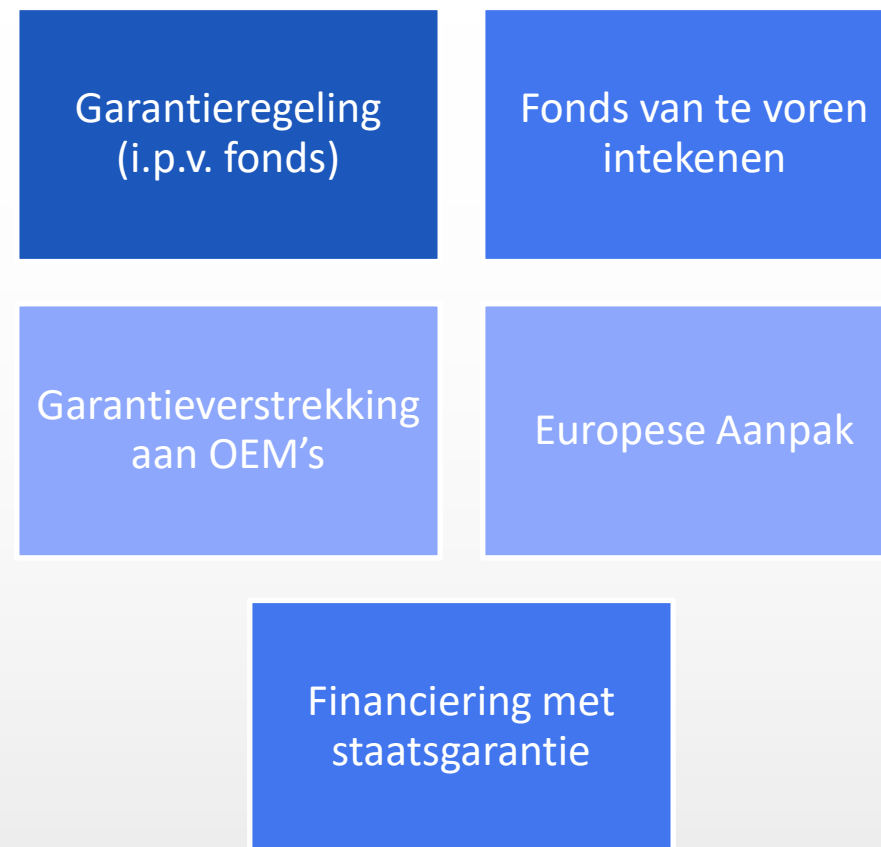 Garantieregeling
(i.p.v. fonds)
Fonds van te voren
intekenen
Garantieverstrekking
aan OEM’s
Europese Aanpak
Financiering met
staatsgarantie